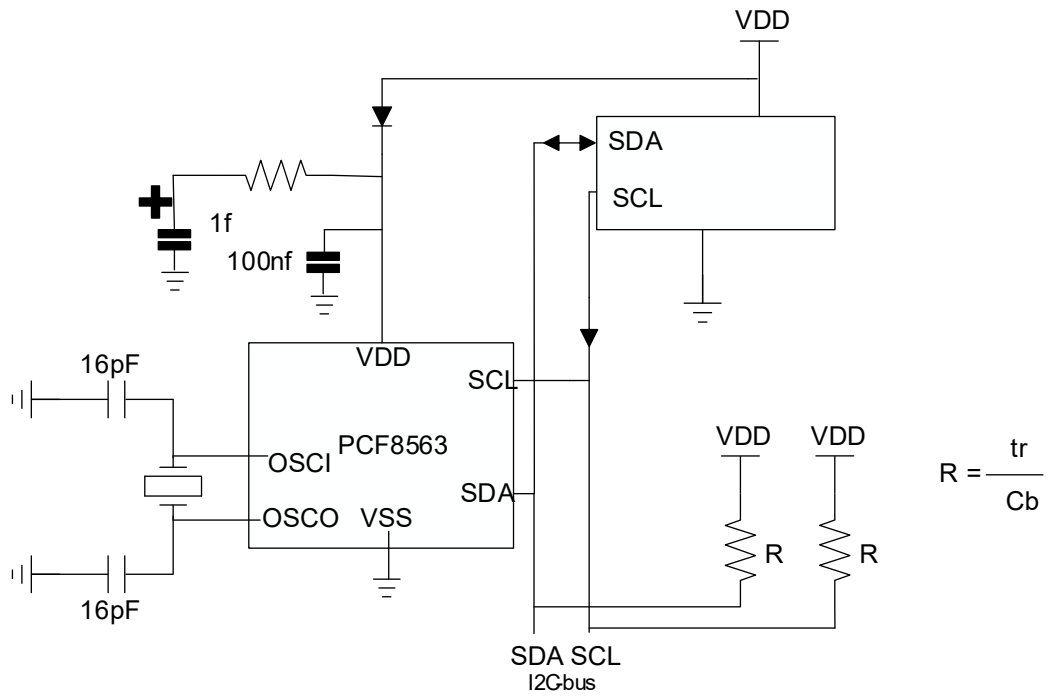 VDD
SDA
SCL
+
1f
100nf
16pF
VDD
SCL
PCF8563
OSCI
SDA
OSCO VSS
16pF
VDD VDD
R R
R = tr
Cb
SDA SCL
I2Cbus